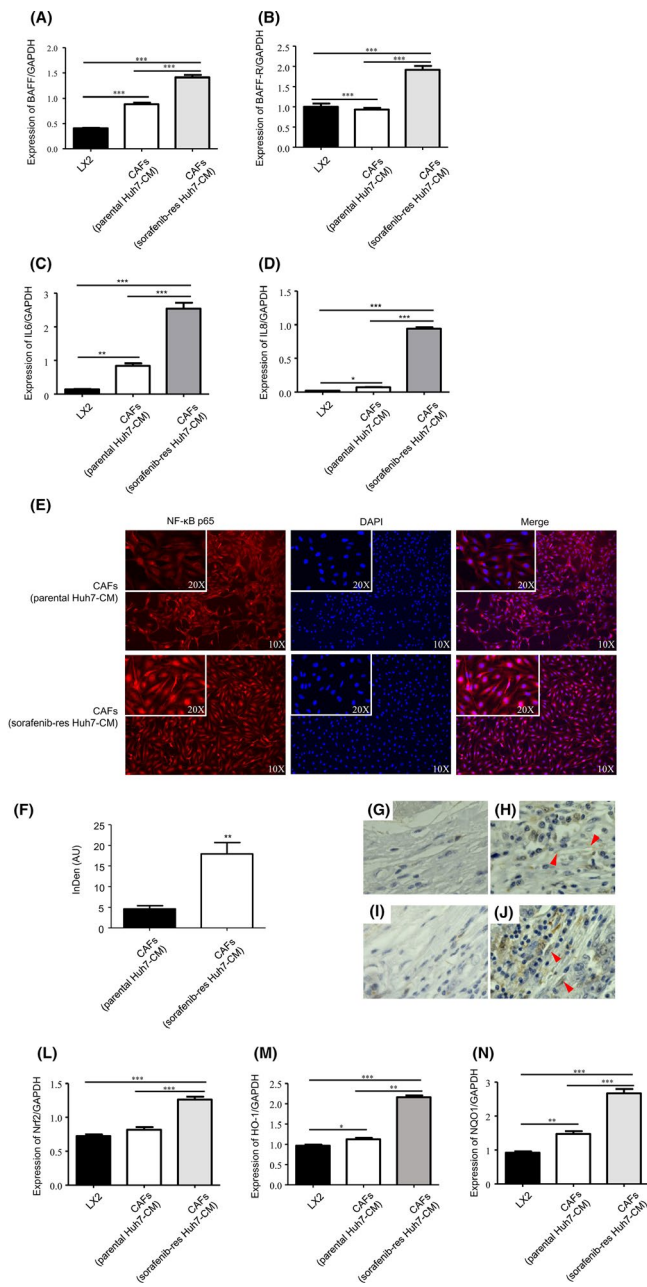 (A)
Expression of BAFF/GAPDH
2.0
1.5
1.0
0.5
0.0
***
***
***
LX2
CAFs
(parental Huh7-CM)
CAFs
(sorafenib-res Huh7-CM)
(B)
Expression of BAFF-R/GAPDH
2.5
2.0
1.5
1.0
0.5
0.0
***
***
***
LX2
CAFs
(parental Huh7-CM)
CAFs
(sorafenib-res Huh7-CM)
(C)
Expression of IL6/GAPDH
3
2
1
0
***
***
**
LX2
CAFs
(parental Huh7-CM)
CAFs
(sorafenib-res Huh7-CM)
(D)
Expression of IL8/GAPDH
1.5
1.0
0.5
0.0
***
***
*
LX2
CAFs
(parental Huh7-CM)
CAFs
(sorafenib-res Huh7-CM)
(E)
NF-κB p65
DAPI
Merge
CAFs
(parental Huh7-CM)
20X
10X
20X
10X
20X
10X
CAFs
(sorafenib-res Huh7-CM)
20X
10X
20X
10X
20X
10X
(F)
InDen (AU)
25
20
15
10
5
0
**
CAFs
(parental Huh7-CM)
CAFs
(sorafenib-res Huh7-CM)
(G)
(H)
(I)
(J)
(L)
Expression of Nrf2/GAPDH
1.5
1.0
0.5
0.0
***
***
LX2
CAFs
(parental Huh7-CM)
CAFs
(sorafenib-res Huh7-CM)
(M)
Expression of HO-1/GAPDH
2.5
2.0
1.5
1.0
0.5
0.0
***
**
*
LX2
CAFs
(parental Huh7-CM)
CAFs
(sorafenib-res Huh7-CM)
(N)
Expression of NQO1/GAPDH
3
2
1
0
***
***
**
LX2
CAFs
(parental Huh7-CM)
CAFs
(sorafenib-res Huh7-CM)